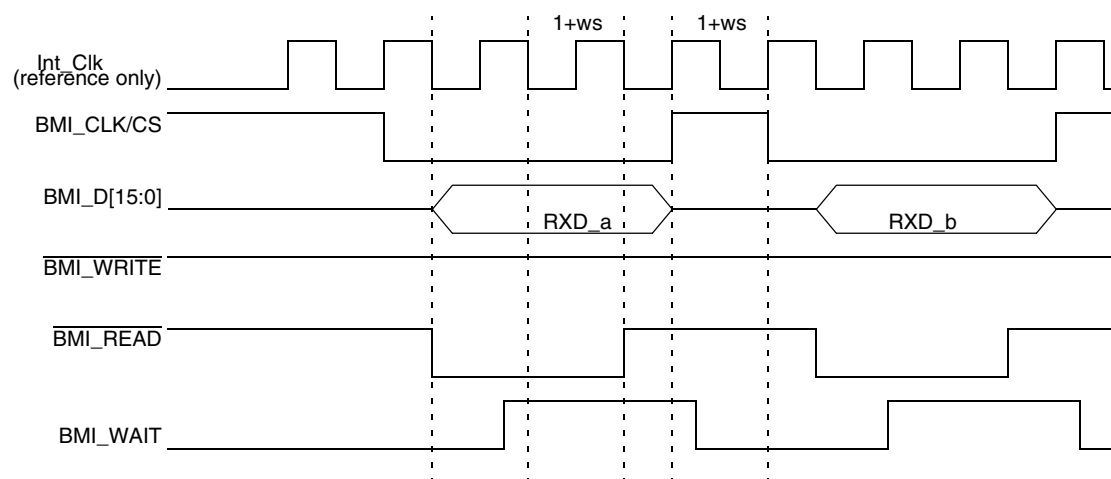 1+ws 1+ws
Int_Clk
(reference only)
BMI_CLK/CS
BMI_D[15:0]
RXD_a RXD_b
BMI_WRITE
BMI_READ
BMI_WAIT